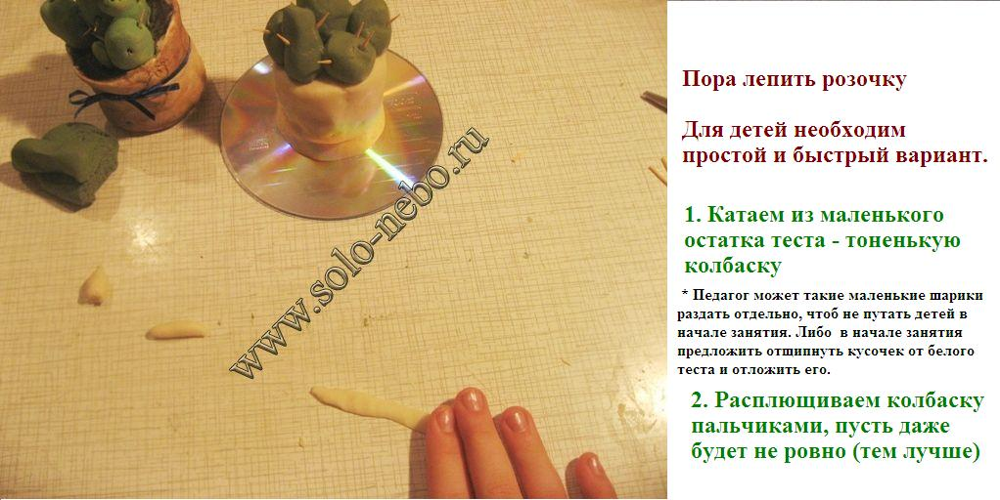 www.solo-nebo.ru
Пора лепить розочку
Для детей необходим
простой и быстрый вариант.
1. Катаем из маленького
остатка теста - тоненькую
колбаску
* Педагог может такие маленькие шарики
раздать отдельно, чтоб не путать детей в
начале занятия. Либо в начале занятия
предложить отщипнуть кусочек от белого
теста и отложить его.
2. Расплющиваем колбаску
пальчиками, пусть даже
будет не ровно (тем лучше)